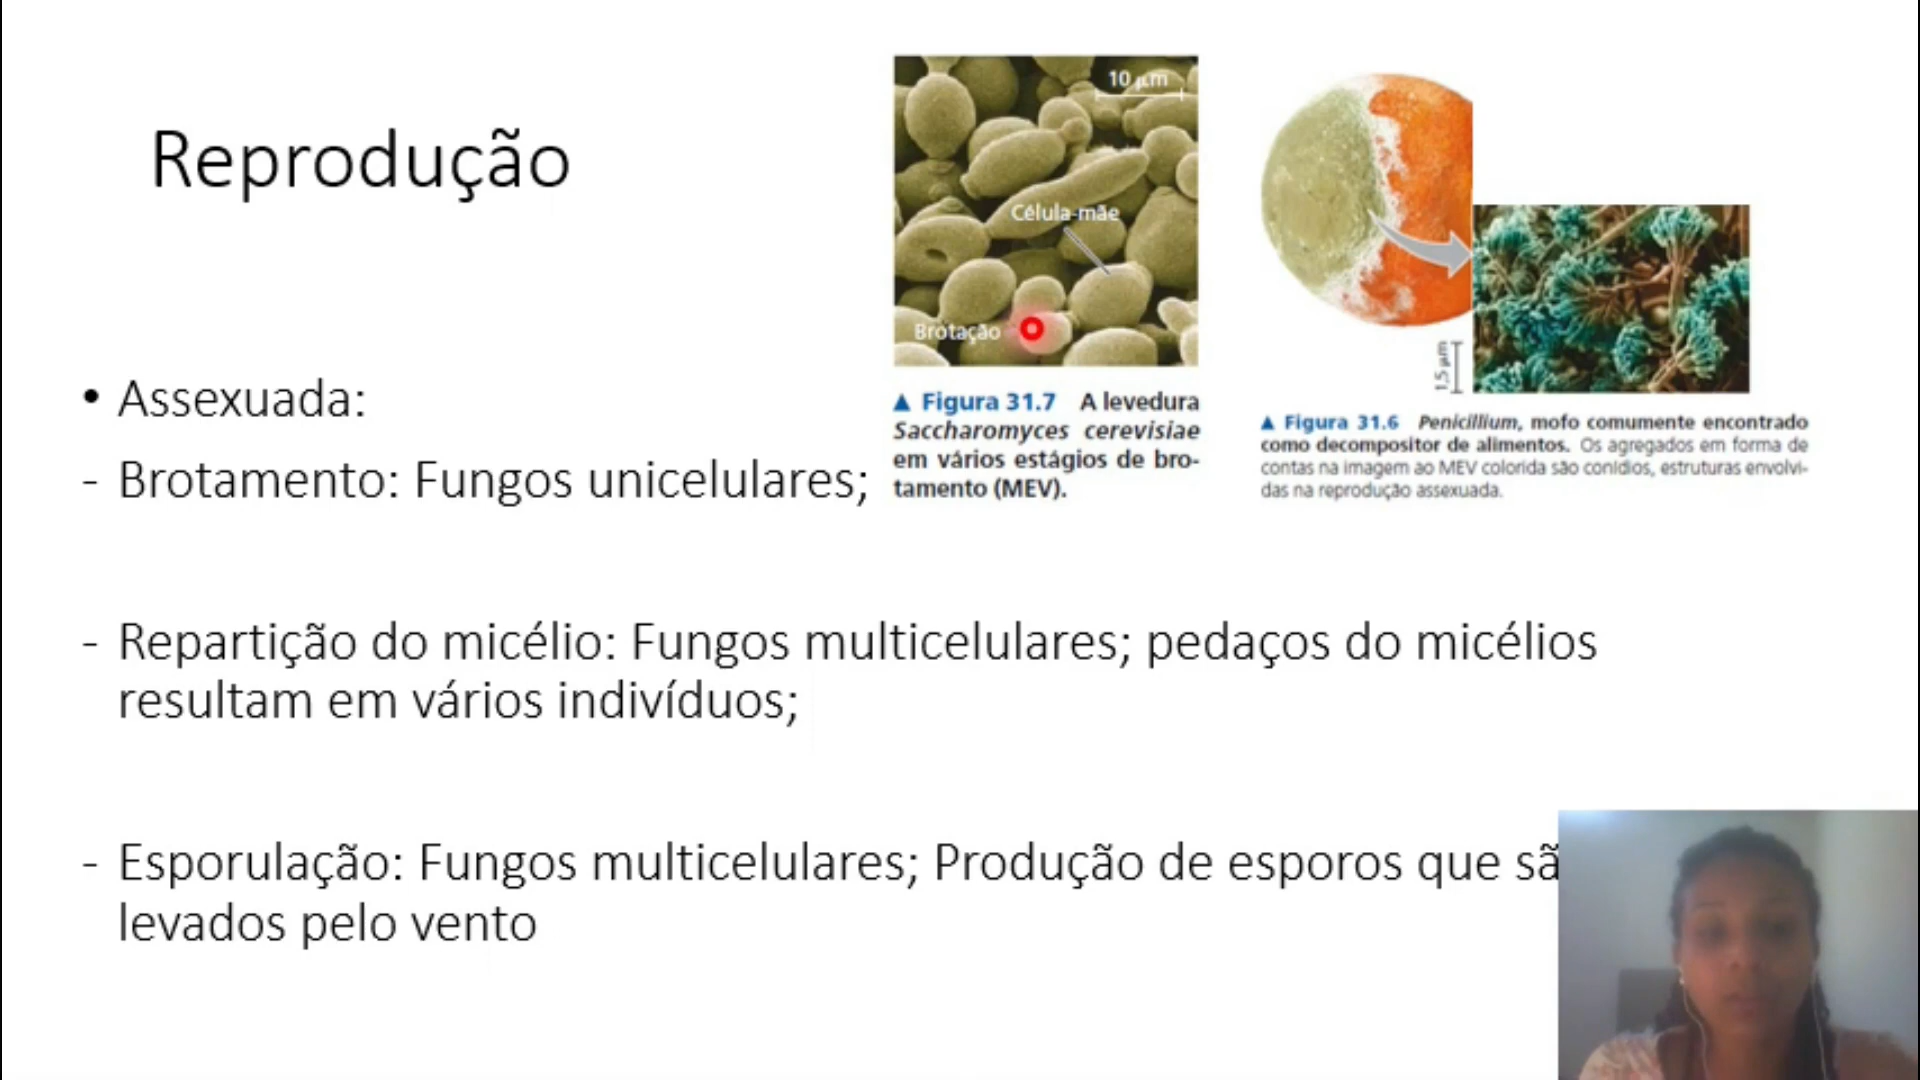 Reprodução
10 µm
Célula-mãe
Brotação
▲ Figura 31.7 A levedura
Saccharomyces cerevisiae
em vários estágios de bro-
tamento (MEV).
1,5 µm
▲ Figura 31.6 Penicillium, mofo comumente encontrado
como decompositor de alimentos. Os agregados em forma de
contas na imagem ao MEV colorida são conídios, estruturas envolvi-
das na reprodução assexuada.
• Assexuada:
- Brotamento: Fungos unicelulares;
- Repartição do micélio: Fungos multicelulares; pedaços do micélios
resultam em vários indivíduos;
- Esporulação: Fungos multicelulares; Produção de esporos que sã
levados pelo vento